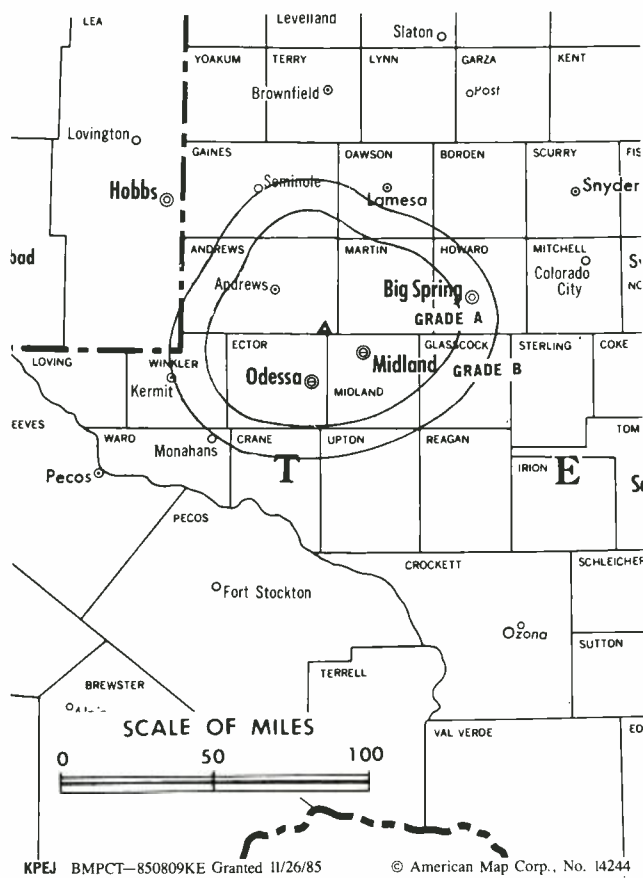 LEA
Levelland
Slaton
YOAKUM TERRY LYNN GARZA KENT
Brownfield
Post
Lovington
GAINES DAWSON BORDEN SCURRY FIS
Seminole
Hobbs
Lamesa
Snyder
bad
ANDREWS MARTIN HOWARD MITCHELL
Colorado
City
NC
Andrews
Big Spring
GRADE A
LOVING WINKLER ECTOR GLASSCOCK STERLING COKE
Kermit
Odessa
Midland
MIDLAND
GRADE B
EEVES
WARD
Monahans
CRANE UPTON REAGAN
TOM
Pecos
T
IRION
E
PECOS
CROCKETT
SCHLEICHER
Fort Stockton
Ozona
SUTTON
BREWSTER
TERRELL
SCALE OF MILES
0 50 100
VAL VERDE
ED
KPEJ BMPCT—850809KE Granted 11/26/85 © American Map Corp., No. 14244